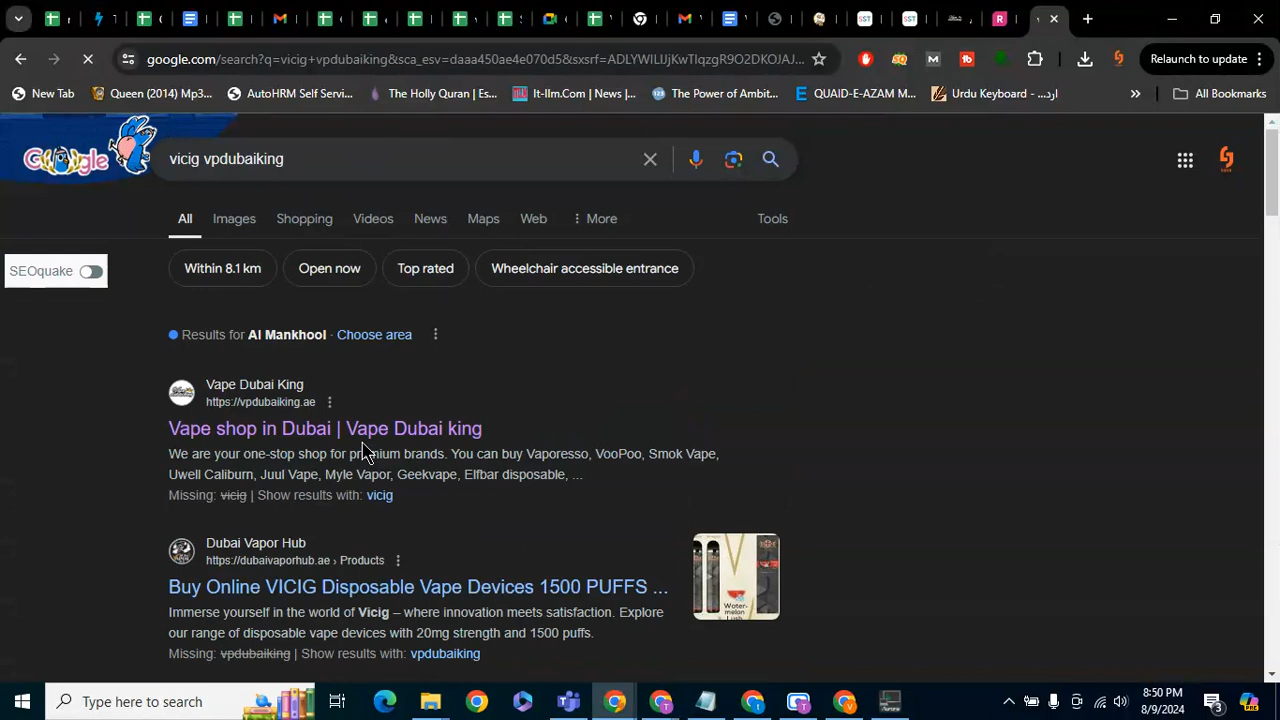 google.com/search?q=vicig+vpdubaiking&sca_esv=daaa450ae4e070d5&sxsrf=ADLYWILIJjKwTIqzgR9O2DKOJAJ...
Relaunch to update
New Tab
Queen (2014) Mp3...
AutoHRM Self Servi...
The Holly Quran | Es...
It-llm.Com | News |...
The Power of Ambit...
QUAID-E-AZAM M...
Urdu Keyboard - اردو...
»
All Bookmarks
Google
vicig vpdubaiking
All
Images
Shopping
Videos
News
Maps
Web
More
Tools
SEOquake
Within 8.1 km
Open now
Top rated
Wheelchair accessible entrance
Results for Al Mankhool · Choose area
Vape Dubai King
https://vpdubaiking.ae
Vape shop in Dubai | Vape Dubai king
We are your one-stop shop for premium brands. You can buy Vaporesso, VooPoo, Smok Vape,
Uwell Caliburn, Juul Vape, Myle Vapor, Geekvape, Elfbar disposable, ...
Missing: vicig | Show results with: vicig
Dubai Vapor Hub
https://dubaivaporhub.ae › Products
Buy Online VICIG Disposable Vape Devices 1500 PUFFS ...
Immerse yourself in the world of Vicig – where innovation meets satisfaction. Explore
our range of disposable vape devices with 20mg strength and 1500 puffs.
Missing: vpdubaiking | Show results with: vpdubaiking
Water-
melon
Lush
Type here to search
8:50 PM
8/9/2024
3